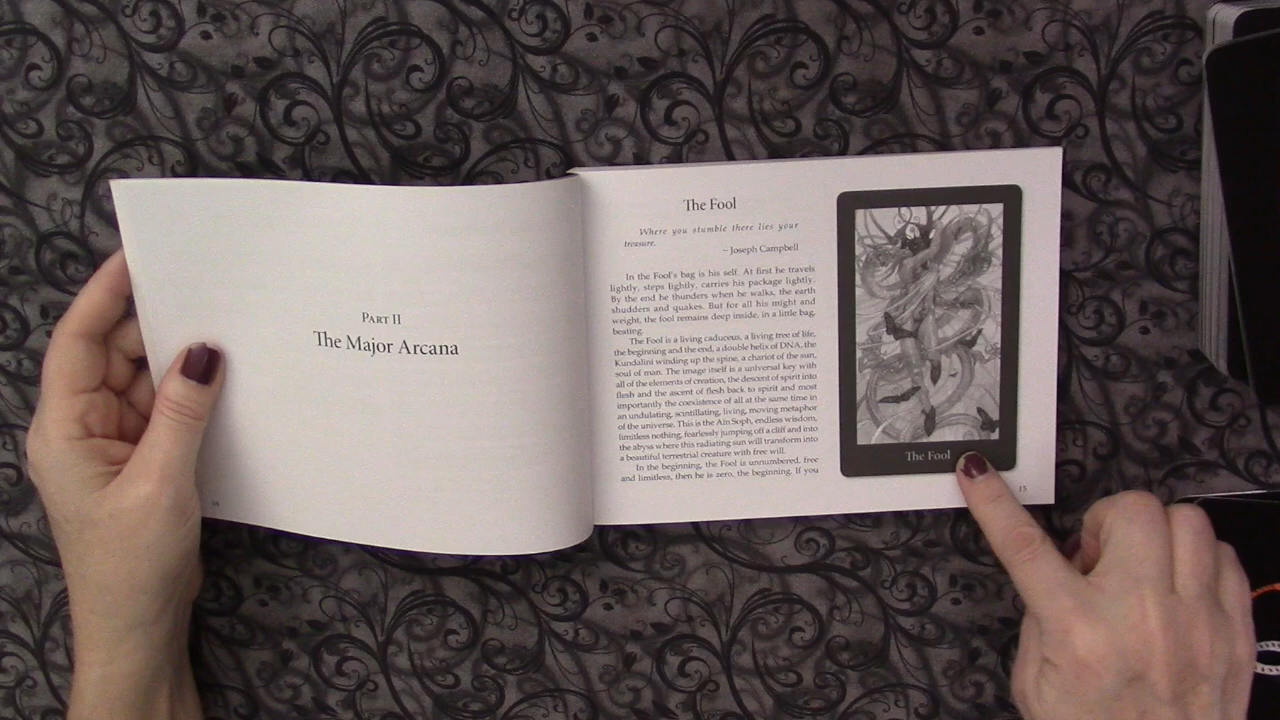 PART II
The Major Arcana
14
The Fool
Where you stumble there lies your
treasure.
~ Joseph Campbell
In the Fool's bag is his self. At first he travels
lightly, steps lightly, carries his package lightly.
By the end he thunders when he walks, the earth
shudders and quakes. But for all his might and
weight, the fool remains deep inside, in a little bag,
beating.
The Fool is a living caduceus, a living tree of life,
the beginning and the end, a double helix of DNA, the
Kundalini winding up the spine, a chariot of the sun,
soul of man. The image itself is a universal key with
all of the elements of creation, the descent of spirit into
flesh and the ascent of flesh back to spirit and most
importantly the coexistence of all at the same time in
an undulating, scintillating, living, moving metaphor
of the universe. This is the Ain Soph, endless wisdom,
limitless nothing, fearlessly jumping off a cliff and into
the abyss where this radiating sun will transform into
a beautiful terrestrial creature with free will.
In the beginning, the Fool is unnumbered, free
and limitless, then he is zero, the beginning. If you
The Fool
15